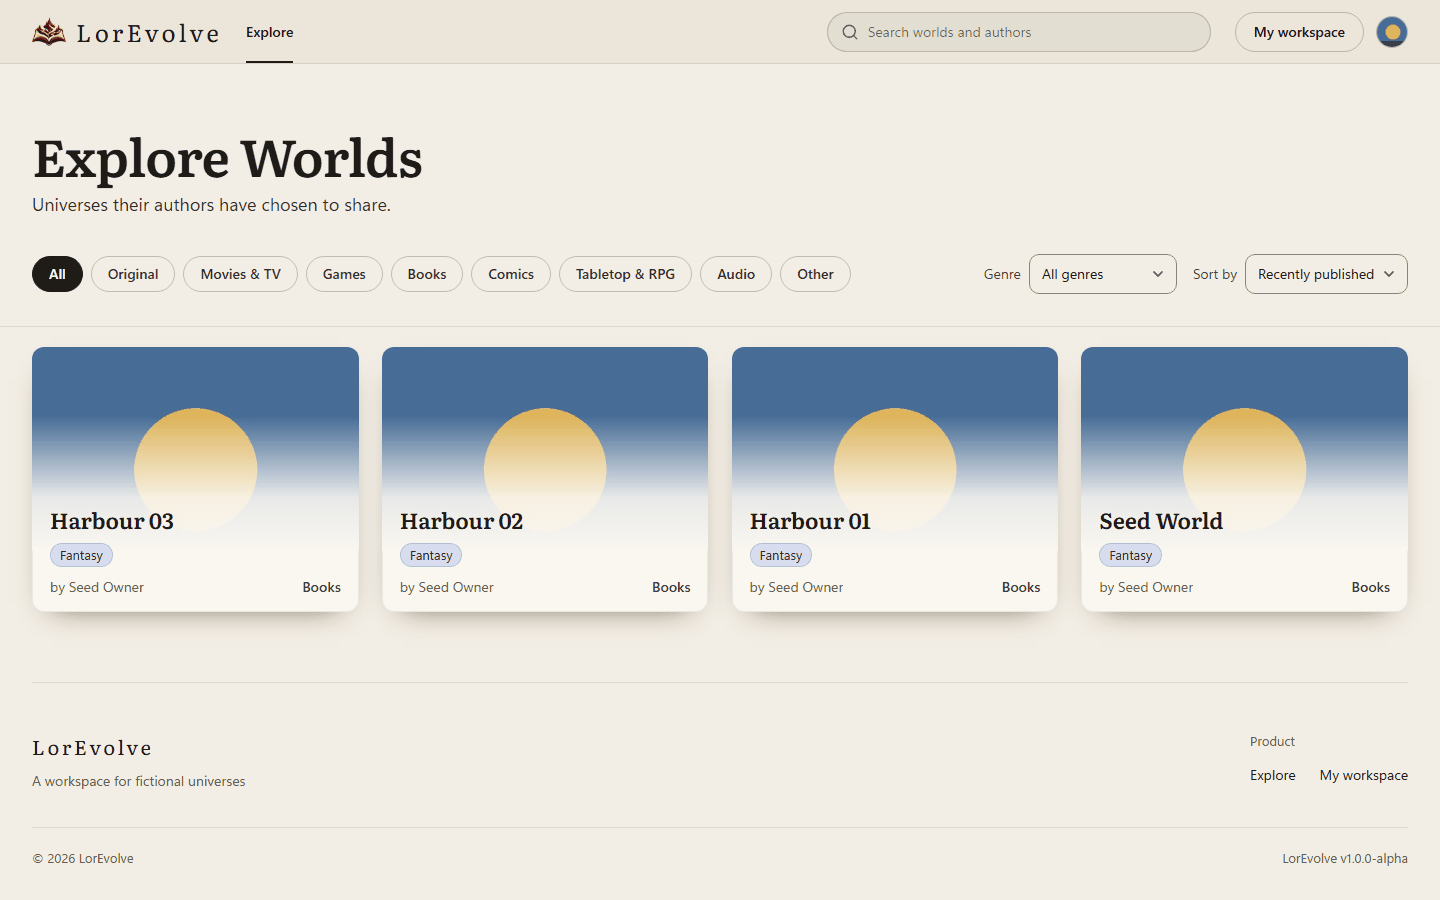 LorEvolve
Explore
Search worlds and authors
My workspace
Explore Worlds
Universes their authors have chosen to share.
All
Original
Movies & TV
Games
Books
Comics
Tabletop & RPG
Audio
Other
Genre
All genres
Sort by
Recently published
Harbour 03
Fantasy
by Seed Owner
Books
Harbour 02
Fantasy
by Seed Owner
Books
Harbour 01
Fantasy
by Seed Owner
Books
Seed World
Fantasy
by Seed Owner
Books
LorEvolve
A workspace for fictional universes
Product
Explore
My workspace
© 2026 LorEvolve
LorEvolve v1.0.0-alpha